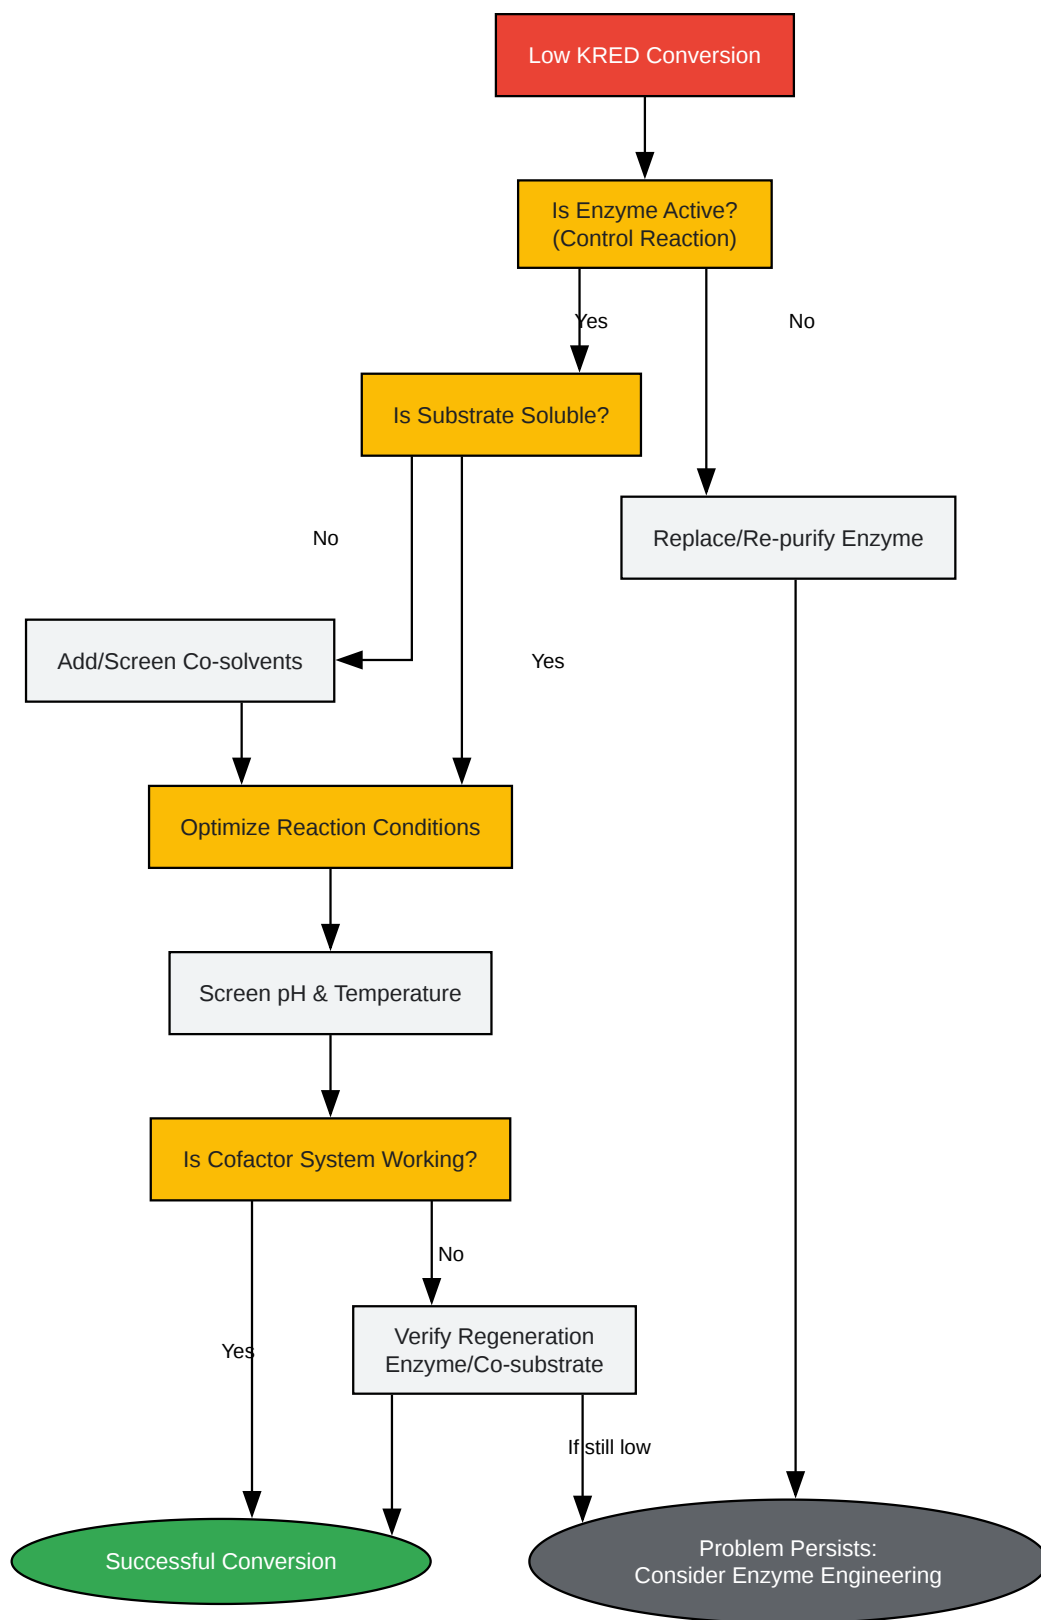 Low KRED Conversion
Is Enzyme Active?
(Control Reaction)
Yes
No
Is Substrate Soluble?
No
Replace/Re-purify Enzyme
Add/Screen Co-solvents
Yes
Optimize Reaction Conditions
Screen pH & Temperature
Is Cofactor System Working?
No
Verify Regeneration
Enzyme/Co-substrate
Yes
If still low
Successful Conversion
Problem Persists:
Consider Enzyme Engineering